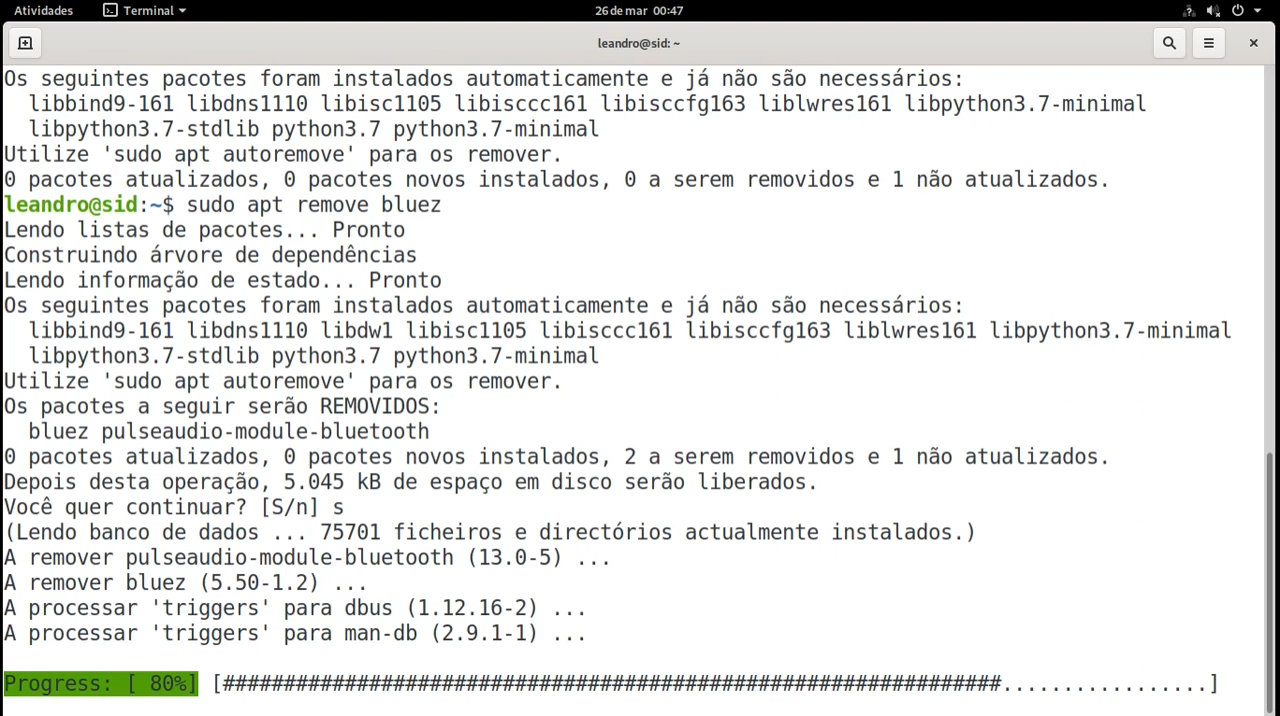 Atividades Terminal 26 de mar 00:47
leandro@sid: ~
Os seguintes pacotes foram instalados automaticamente e já não são necessários:
libbind9-161 libdns1110 libisc1105 libisccc161 libisccfg163 liblwres161 libpython3.7-minimal
libpython3.7-stdlib python3.7 python3.7-minimal
Utilize 'sudo apt autoremove' para os remover.
0 pacotes atualizados, 0 pacotes novos instalados, 0 a serem removidos e 1 não atualizados.
leandro@sid:~$ sudo apt remove bluez
Lendo listas de pacotes... Pronto
Construindo árvore de dependências
Lendo informação de estado... Pronto
Os seguintes pacotes foram instalados automaticamente e já não são necessários:
libbind9-161 libdns1110 libdw1 libisc1105 libisccc161 libisccfg163 liblwres161 libpython3.7-minimal
libpython3.7-stdlib python3.7 python3.7-minimal
Utilize 'sudo apt autoremove' para os remover.
Os pacotes a seguir serão REMOVIDOS:
bluez pulseaudio-module-bluetooth
0 pacotes atualizados, 0 pacotes novos instalados, 2 a serem removidos e 1 não atualizados.
Depois desta operação, 5.045 kB de espaço em disco serão liberados.
Você quer continuar? [S/n] s
(Lendo banco de dados ... 75701 ficheiros e directórios actualmente instalados.)
A remover pulseaudio-module-bluetooth (13.0-5) ...
A remover bluez (5.50-1.2) ...
A processar 'triggers' para dbus (1.12.16-2) ...
A processar 'triggers' para man-db (2.9.1-1) ...
Progress: [ 80%] [################################################################.................]